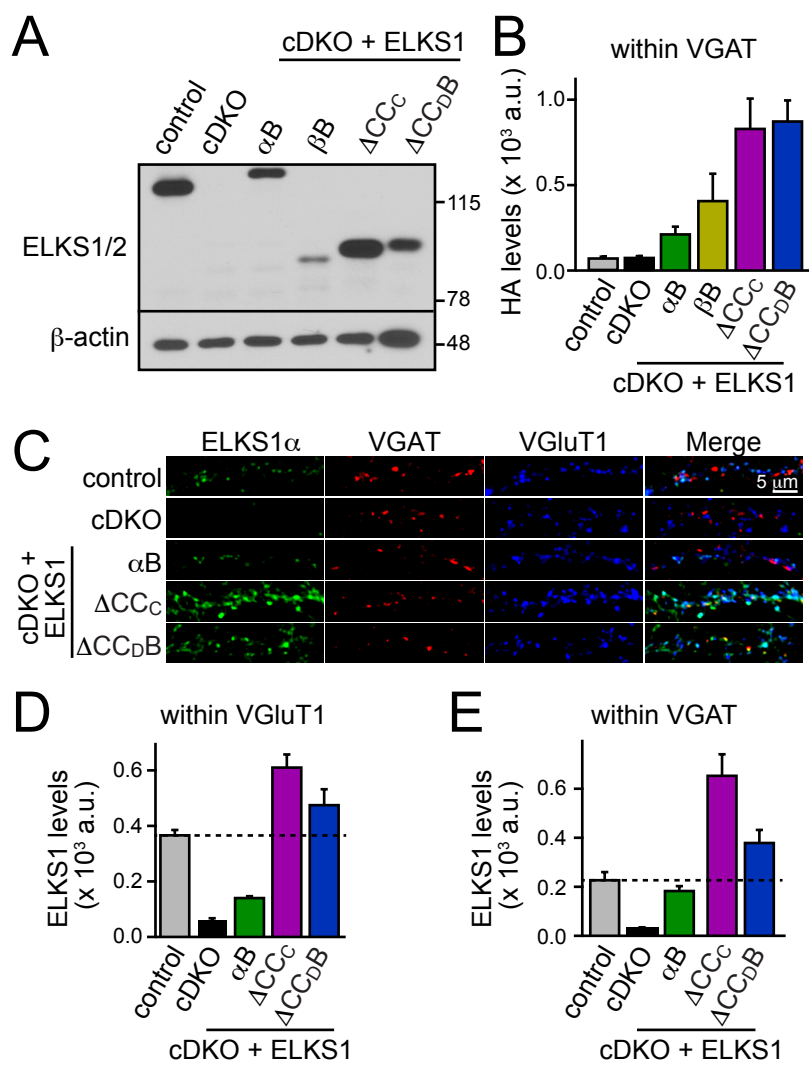 A
cDKO + ELKS1
control
cDKO
αB
βB
ΔCCC
ΔCCDB
ELKS1/2
115
78
β-actin
48
B
within VGAT
HA levels (x 10³ a.u.)
1.0
0.5
0.0
control
cDKO
αB
βB
ΔCCC
ΔCCDB
cDKO + ELKS1
C
ELKS1α
VGAT
VGluT1
Merge
control
5 μm
cDKO
cDKO +
ELKS1
αB
ΔCCC
ΔCCDB
D
within VGluT1
ELKS1 levels
(x 10³ a.u.)
0.6
0.4
0.2
0.0
control
cDKO
αB
ΔCCC
ΔCCDB
cDKO + ELKS1
E
within VGAT
ELKS1 levels
(x 10³ a.u.)
0.6
0.4
0.2
0.0
control
cDKO
αB
ΔCCC
ΔCCDB
cDKO + ELKS1